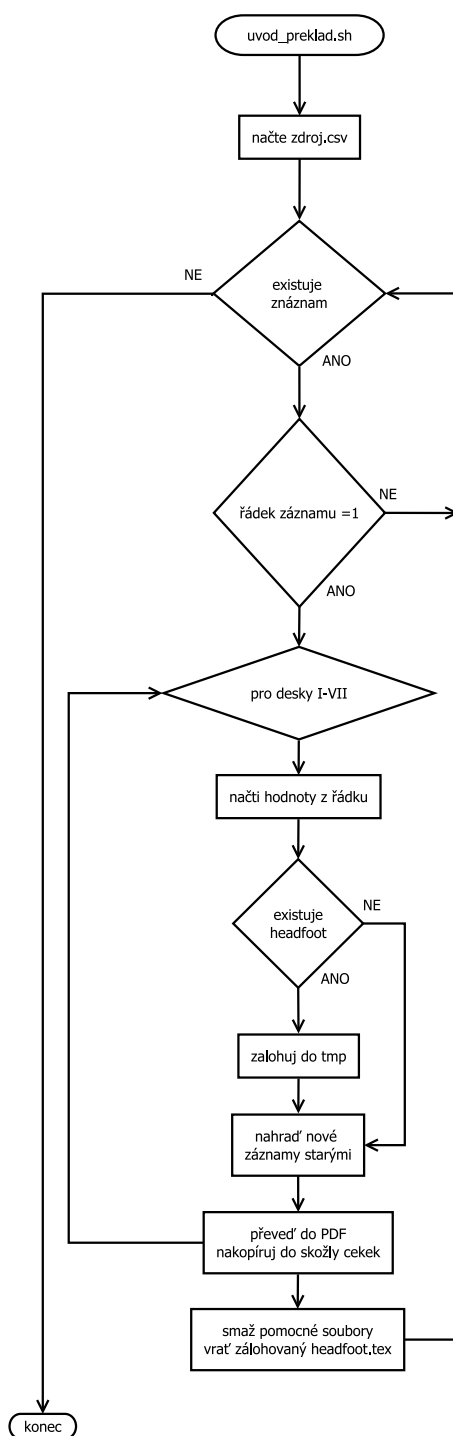 uvod_preklad.sh
načte zdroj.csv
NE
existuje
znáznam
ANO
řádek záznamu =1
NE
ANO
pro desky I-VII
načti hodnoty z řádku
existuje
headfoot
NE
ANO
zalohuj do tmp
nahraď nové
záznamy starými
převeď do PDF
nakopíruj do skožly cekek
smaž pomocné soubory
vrať zálohovaný headfoot.tex
konec